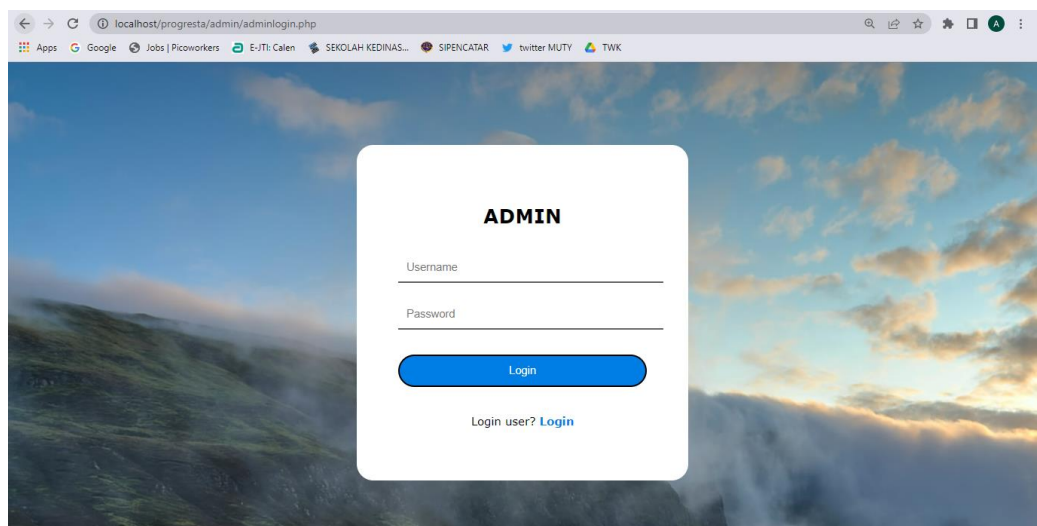 localhost/progresta/admin/adminlogin.php
A
Apps Google Jobs | Picoworkers E-JTI: Calen SEKOLAH KEDINAS... SIPENCATAR twitter MUTY TWK
ADMIN
Username
Password
Login
Login user? Login